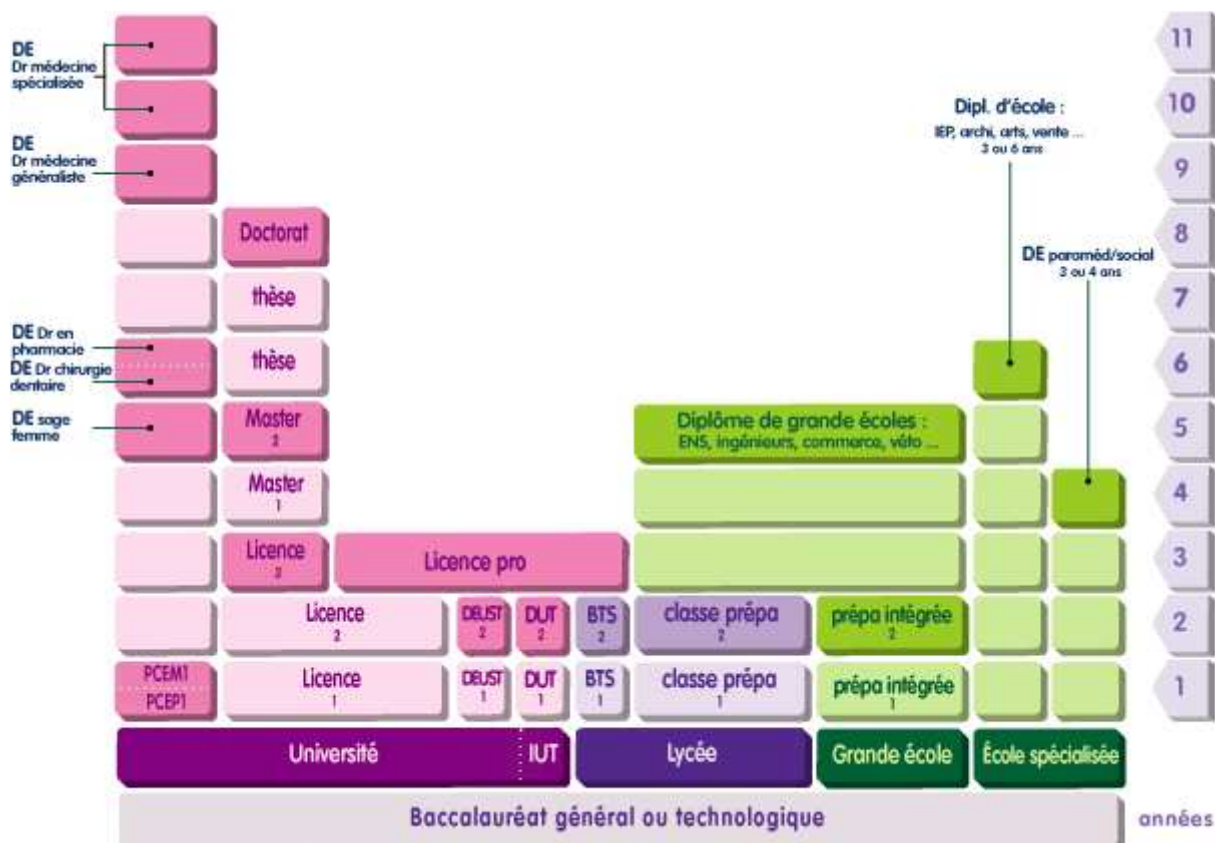 11
DE
Dr médecine
spécialisée
10
Dipl. d'école :
IEP, archi, arts, vente ...
3 ou 6 ans
DE
Dr médecine
généraliste
9
Doctorat
8
DE paraméd/social
3 ou 4 ans
thèse
7
DE Dr en
pharmacie
DE Dr chirurgie
dentaire
thèse
6
DE sage
femme
Master
2
Diplôme de grande écoles :
ENS, ingénieurs, commerce, véto ...
5
Master
1
4
Licence
3
Licence pro
3
Licence
2
DEUST
2
DUT
2
BTS
2
classe prépa
2
prépa intégrée
2
2
PCEM1
PCEP1
Licence
1
DEUST
1
DUT
1
BTS
1
classe prépa
1
prépa intégrée
1
1
Université
IUT
Lycée
Grande école
École spécialisée
Baccalauréat général ou technologique
années